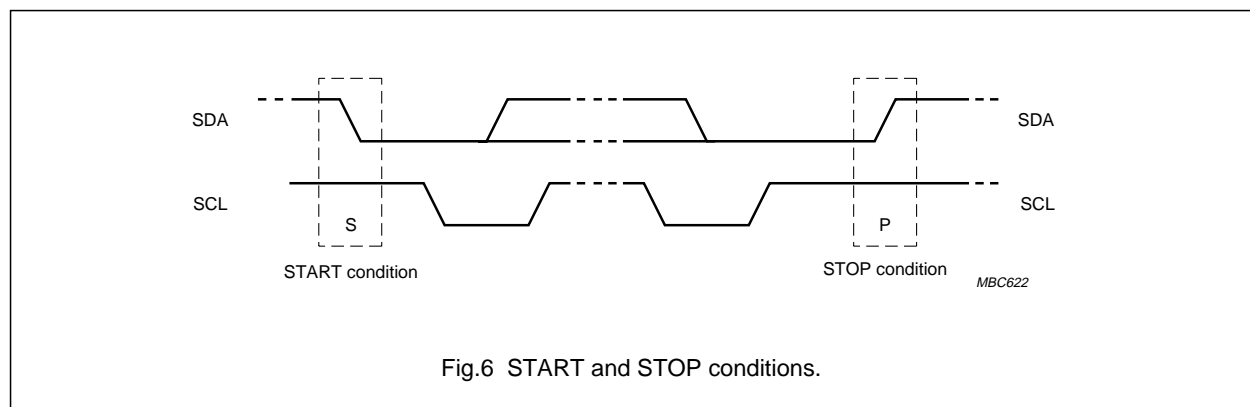 SDA
SDA
SCL
SCL
S
P
START condition
STOP condition
MBC622
Fig.6 START and STOP conditions.